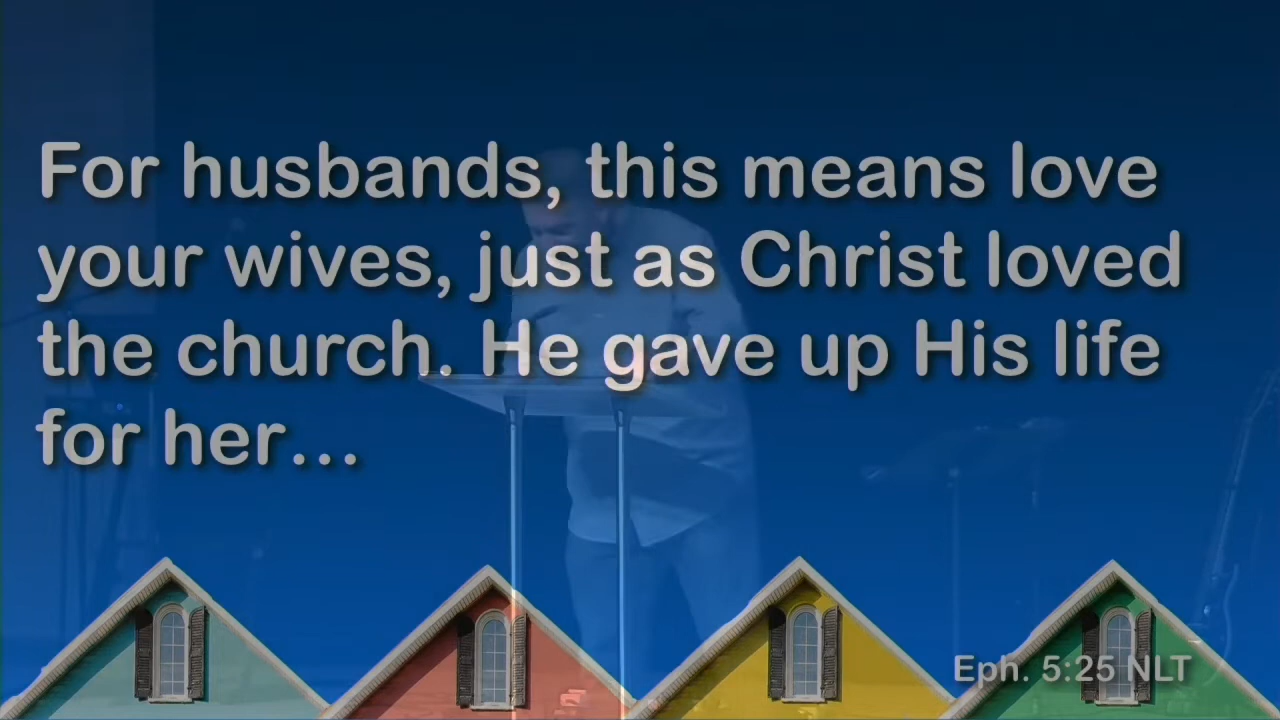 For husbands, this means love
your wives, just as Christ loved
the church. He gave up His life
for her…
Eph. 5:25 NLT